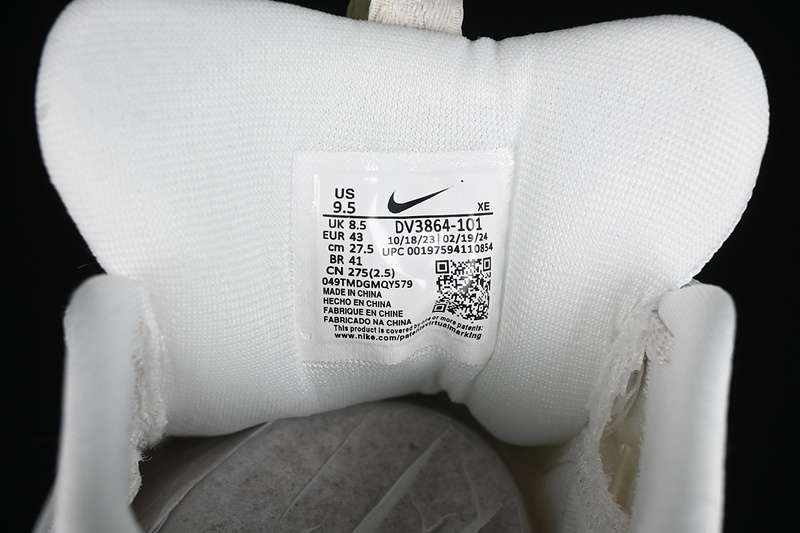 US
9.5
XE
UK 8.5
DV3864-101
EUR 43
10/18/23 | 02/19/24
cm 27.5
UPC 00197594110854
BR 41
CN 275(2.5)
049TMDGMQY579
MADE IN CHINA
HECHO EN CHINA
FABRIQUE EN CHINE
FABRICADO NA CHINA
This product is covered by one or more patents:
www.nike.com/patentvirtualmarking